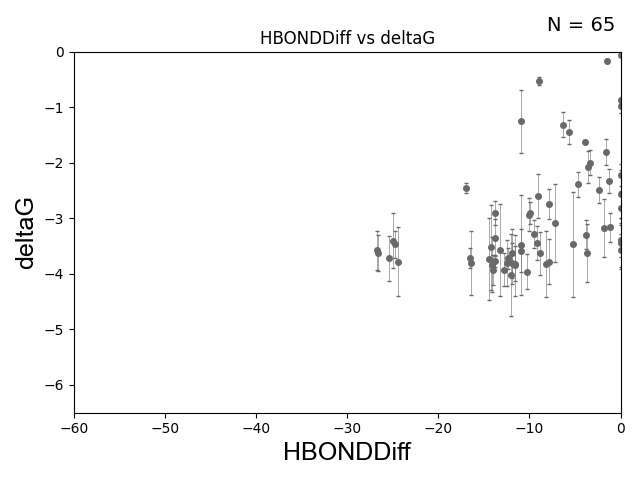 N = 65
HBONDDiff vs deltaG
0
−1
−2
−3
−4
−5
−6
deltaG
−60 −50 −40 −30 −20 −10 0
HBONDDiff